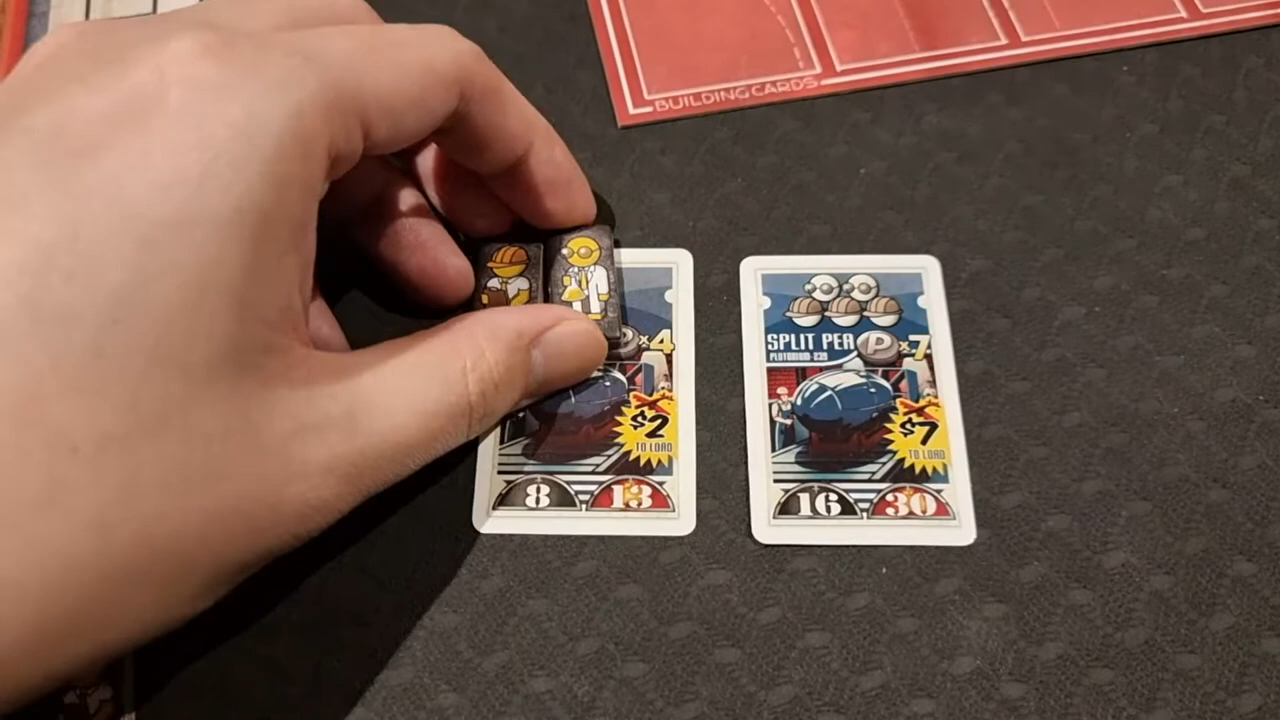 BUILDING CARDS
x4
$2
TO LOAD
8 13
SPLIT PEA P x7
PLUTONIUM-239
$7
TO LOAD
16 30